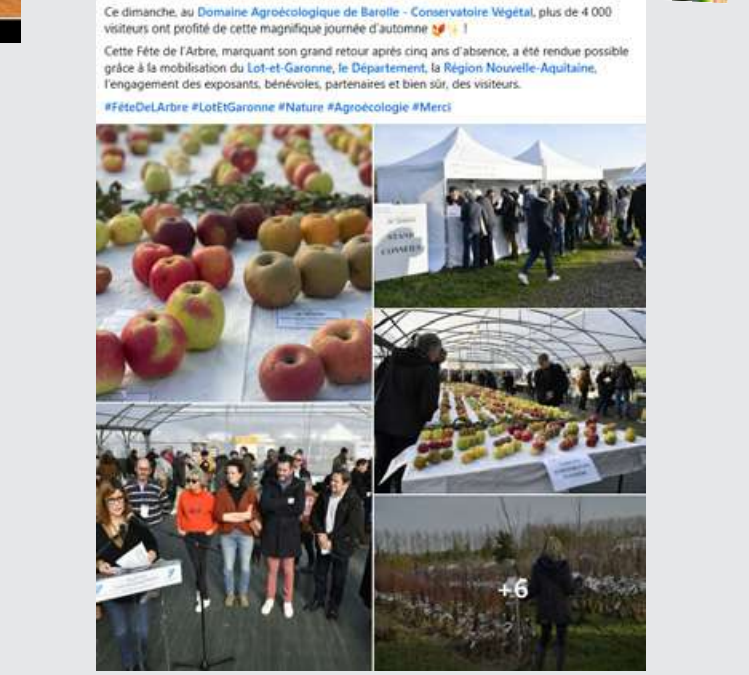 Ce dimanche, au Domaine Agroécologique de Barolle - Conservatoire Végétal, plus de 4 000
visiteurs ont profité de cette magnifique journée d'automne 🍂✨ !
Cette Fête de l'Arbre, marquant son grand retour après cinq ans d'absence, a été rendue possible
grâce à la mobilisation du Lot-et-Garonne, le Département, la Région Nouvelle-Aquitaine,
l'engagement des exposants, bénévoles, partenaires et bien sûr, des visiteurs.
#FêteDeLArbre #LotEtGaronne #Nature #Agroécologie #Merci
STAND
CONSEILS
+6